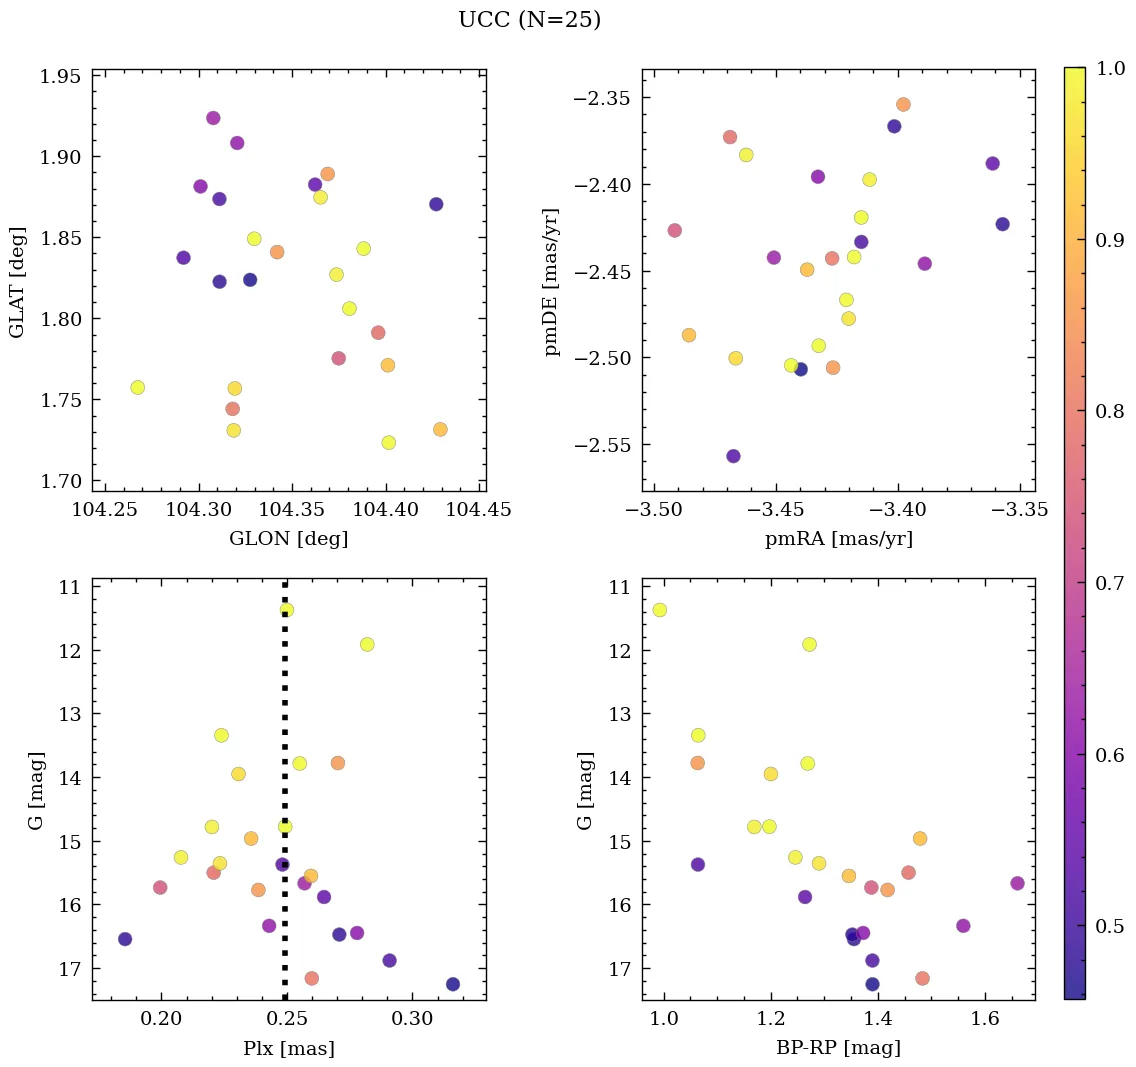 UCC (N=25)
1.95
1.90
1.85
1.80
1.75
1.70
GLAT [deg]
104.25 104.30 104.35 104.40 104.45
GLON [deg]
−2.35
−2.40
−2.45
−2.50
−2.55
pmDE [mas/yr]
−3.50 −3.45 −3.40 −3.35
pmRA [mas/yr]
11
12
13
14
15
16
17
G [mag]
0.20 0.25 0.30
Plx [mas]
11
12
13
14
15
16
17
G [mag]
1.0 1.2 1.4 1.6
BP-RP [mag]
1.0
0.9
0.8
0.7
0.6
0.5